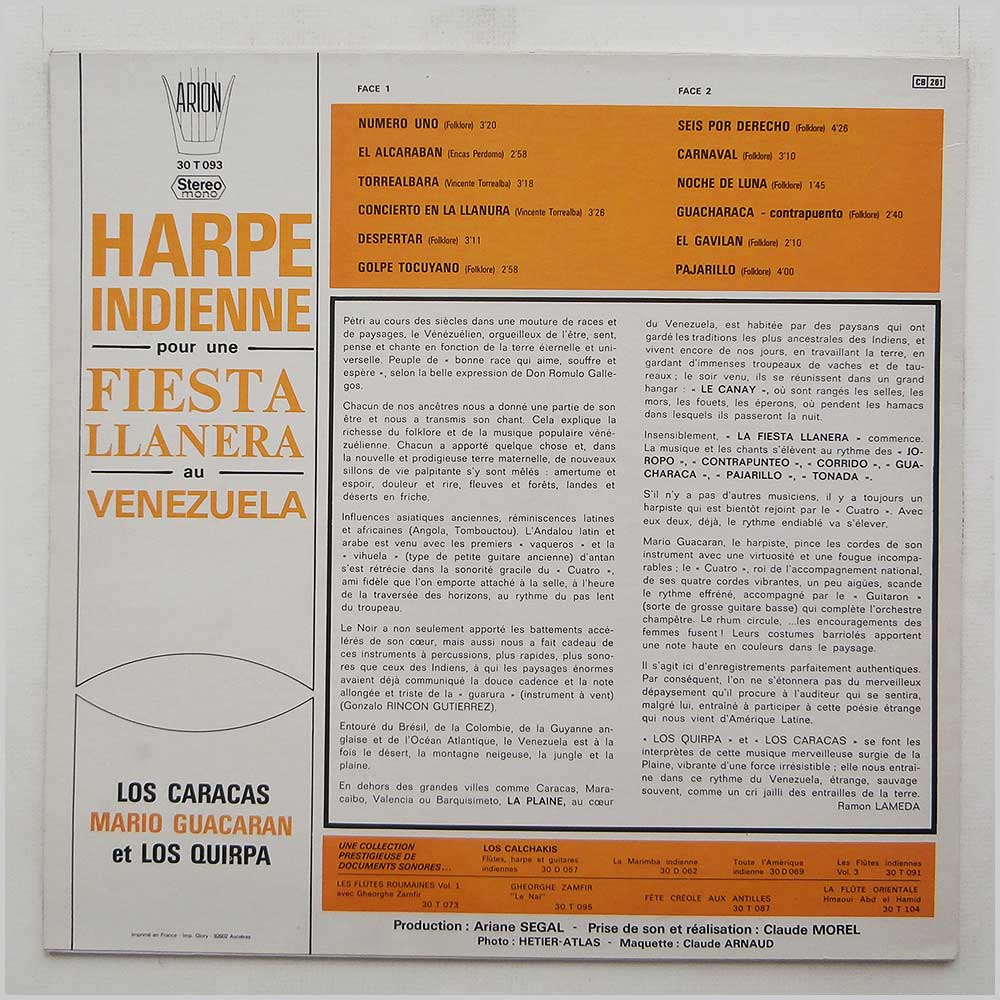 ARION
30 T 093
Stereo
mono
HARPE
INDIENNE
pour une
FIESTA
LLANERA
au
VENEZUELA
LOS CARACAS
MARIO GUACARAN
et LOS QUIRPA
Imprimé en France - Imp. Glory - 92602 Asnières
CB 261
FACE 1
NUMERO UNO (Folklore) 3'20
EL ALCARABAN (Encas Perdomo) 2'58
TORREALBARA (Vincente Torrealba) 3'18
CONCIERTO EN LA LLANURA (Vincente Torrealba) 3'26
DESPERTAR (Folklore) 3'11
GOLPE TOCUYANO (Folklore) 2'58
FACE 2
SEIS POR DERECHO (Folklore) 4'26
CARNAVAL (Folklore) 3'10
NOCHE DE LUNA (Folklore) 1'45
GUACHARACA - contrapuento (Folklore) 2'40
EL GAVILAN (Folklore) 2'10
PAJARILLO (Folklore) 4'00
Pétri au cours des siècles dans une mouture de races et
de paysages, le Vénézuélien, orgueilleux de l'être, sent,
pense et chante en fonction de la terre éternelle et uni-
verselle. Peuple de « bonne race qui aime, souffre et
espère », selon la belle expression de Don Romulo Galle-
gos.
Chacun de nos ancêtres nous a donné une partie de son
être et nous a transmis son chant. Cela explique la
richesse du folklore et de la musique populaire véné-
zuélienne. Chacun a apporté quelque chose et, dans
la nouvelle et prodigieuse terre maternelle, de nouveaux
sillons de vie palpitante s'y sont mêlés : amertume et
espoir, douleur et rire, fleuves et forêts, landes et
déserts en friche.
Influences asiatiques anciennes, réminiscences latines
et africaines (Angola, Tombouctou). L'Andalou latin et
arabe est venu avec les premiers « vaqueros » et la
« vihuela » (type de petite guitare ancienne) d'antan
s'est rétrécie dans la sonorité gracile du « Cuatro »,
ami fidèle que l'on emporte attaché à la selle, à l'heure
de la traversée des horizons, au rythme du pas lent
du troupeau.
Le Noir a non seulement apporté les battements accé-
lérés de son cœur, mais aussi nous a fait cadeau de
ces instruments à percussions, plus rapides, plus sono-
res que ceux des Indiens, à qui les paysages énormes
avaient déjà communiqué la douce cadence et la note
allongée et triste de la « guarura » (instrument à vent)
(Gonzalo RINCON GUTIERREZ).
Entouré du Brésil, de la Colombie, de la Guyanne an-
glaise et de l'Océan Atlantique, le Venezuela est à la
fois le désert, la montagne neigeuse, la jungle et la
plaine.
En dehors des grandes villes comme Caracas, Mara-
caibo, Valencia ou Barquisimeto, LA PLAINE, au cœur
du Venezuela, est habitée par des paysans qui ont
gardé les traditions les plus ancestrales des Indiens, et
vivent encore de nos jours, en travaillant la terre, en
gardant d'immenses troupeaux de vaches et de tau-
reaux ; le soir venu, ils se réunissent dans un grand
hangar : « LE CANAY », où sont rangés les selles, les
mors, les fouets, les éperons, où pendent les hamacs
dans lesquels ils passeront la nuit.
Insensiblement, « LA FIESTA LLANERA » commence.
La musique et les chants s'élèvent au rythme des « JO-
ROPO », « CONTRAPUNTEO », « CORRIDO », « GUA-
CHARACA », « PAJARILLO », « TONADA ».
S'il n'y a pas d'autres musiciens, il y a toujours un
harpiste qui est bientôt rejoint par le « Cuatro ». Avec
eux deux, déjà, le rythme endiablé va s'élever.
Mario Guacaran, le harpiste, pince les cordes de son
instrument avec une virtuosité et une fougue incompa-
rables ; le « Cuatro », roi de l'accompagnement national,
de ses quatre cordes vibrantes, un peu aigües, scande
le rythme effréné, accompagné par le « Guitaron »
(sorte de grosse guitare basse) qui complète l'orchestre
champêtre. Le rhum circule, ...les encouragements des
femmes fusent ! Leurs costumes barriolés apportent
une note haute en couleurs dans le paysage.
Il s'agit ici d'enregistrements parfaitement authentiques.
Par conséquent, l'on ne s'étonnera pas du merveilleux
dépaysement qu'il procure à l'auditeur qui se sentira,
malgré lui, entraîné à participer à cette poésie étrange
qui nous vient d'Amérique Latine.
« LOS QUIRPA » et « LOS CARACAS » se font les
interprètes de cette musique merveilleuse surgie de la
Plaine, vibrante d'une force irrésistible ; elle nous entraî-
ne dans ce rythme du Venezuela, étrange, sauvage
souvent, comme un cri jailli des entrailles de la terre.
Ramon LAMEDA
UNE COLLECTION
PRESTIGIEUSE DE
DOCUMENTS SONORES...
LOS CALCHAKIS
Flûtes, harpe et guitares
indiennes 30 D 057
La Marimba indienne
30 D 062
Toute l'Amérique
indienne 30 D 069
Les Flûtes indiennes
Vol. 3 30 T 091
LES FLUTES ROUMAINES Vol. 1
avec Gheorghe Zamfir
30 T 073
GHEORGHE ZAMFIR
"Le Naï"
30 T 095
FÊTE CRÉOLE AUX ANTILLES
30 T 087
LA FLÛTE ORIENTALE
Hmaoui Abd el Hamid
30 T 104
Production : Ariane SEGAL - Prise de son et réalisation : Claude MOREL
Photo : HETIER-ATLAS - Maquette : Claude ARNAUD